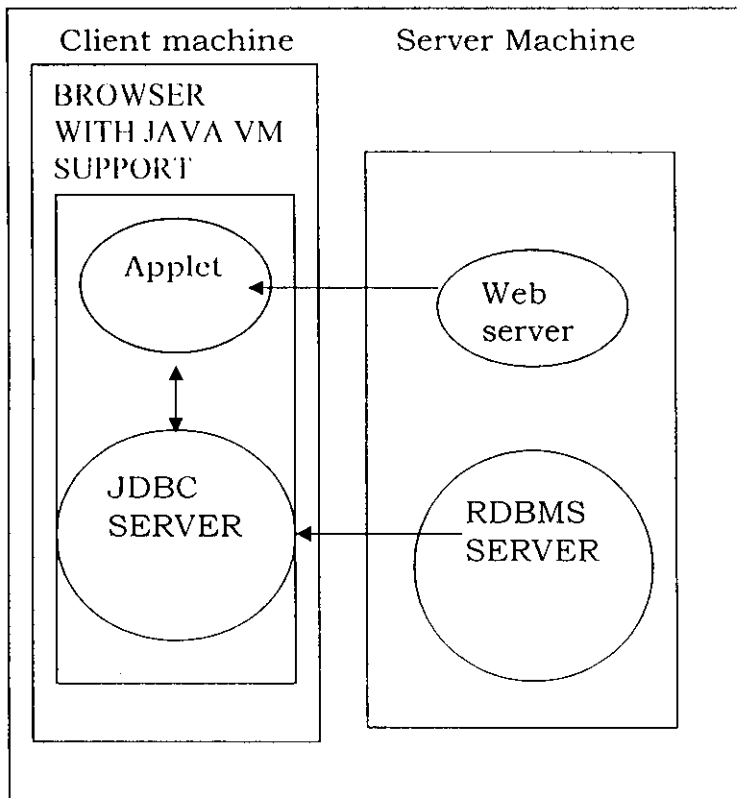 Client machine
Server Machine
BROWSER
WITH JAVA VM
SUPPORT
Applet
Web
server
JDBC
SERVER
RDBMS
SERVER